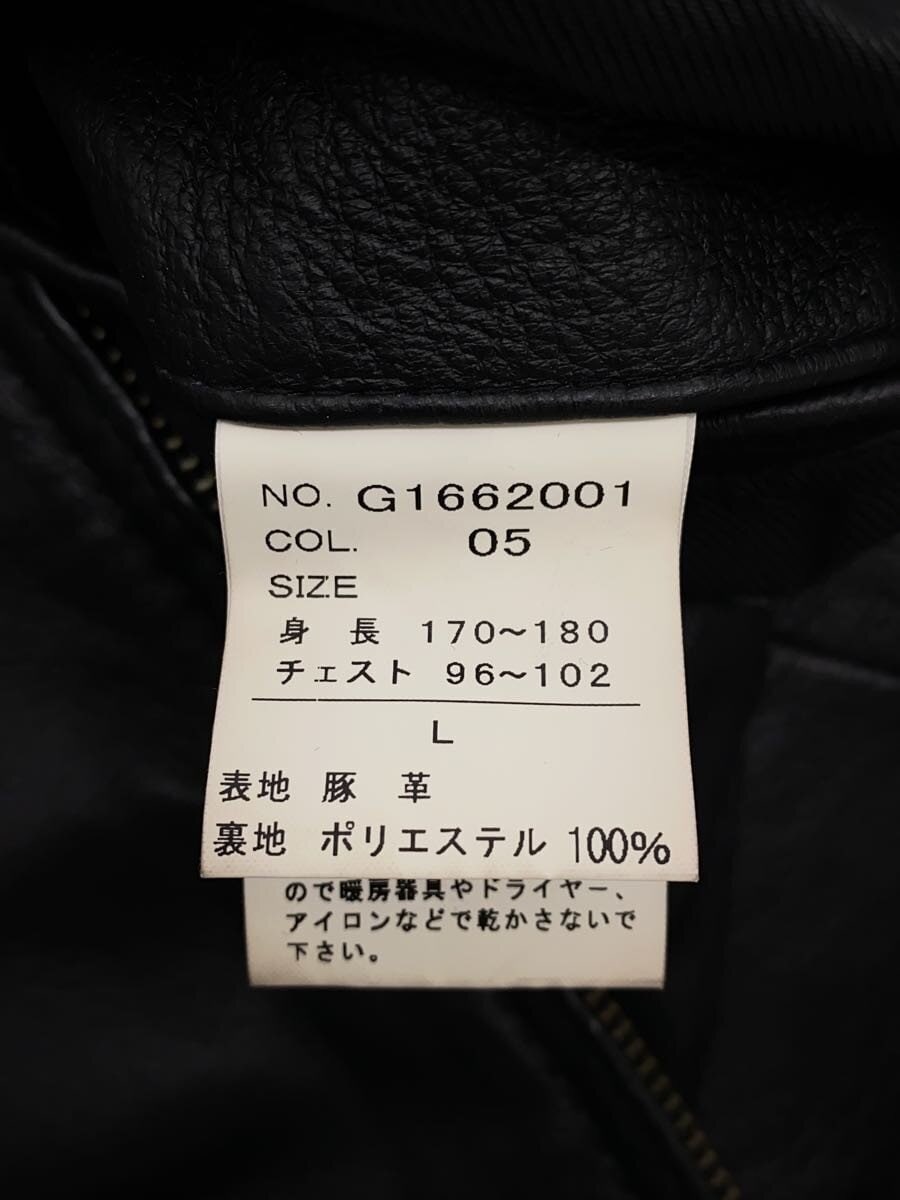 NO. G1662001
COL. 05
SIZE
身 長 170～180
チェスト 96～102
L
表地 豚 革
裏地 ポリエステル 100%
ので暖房器具やドライヤー、
アイロンなどで乾かさないで
下さい。